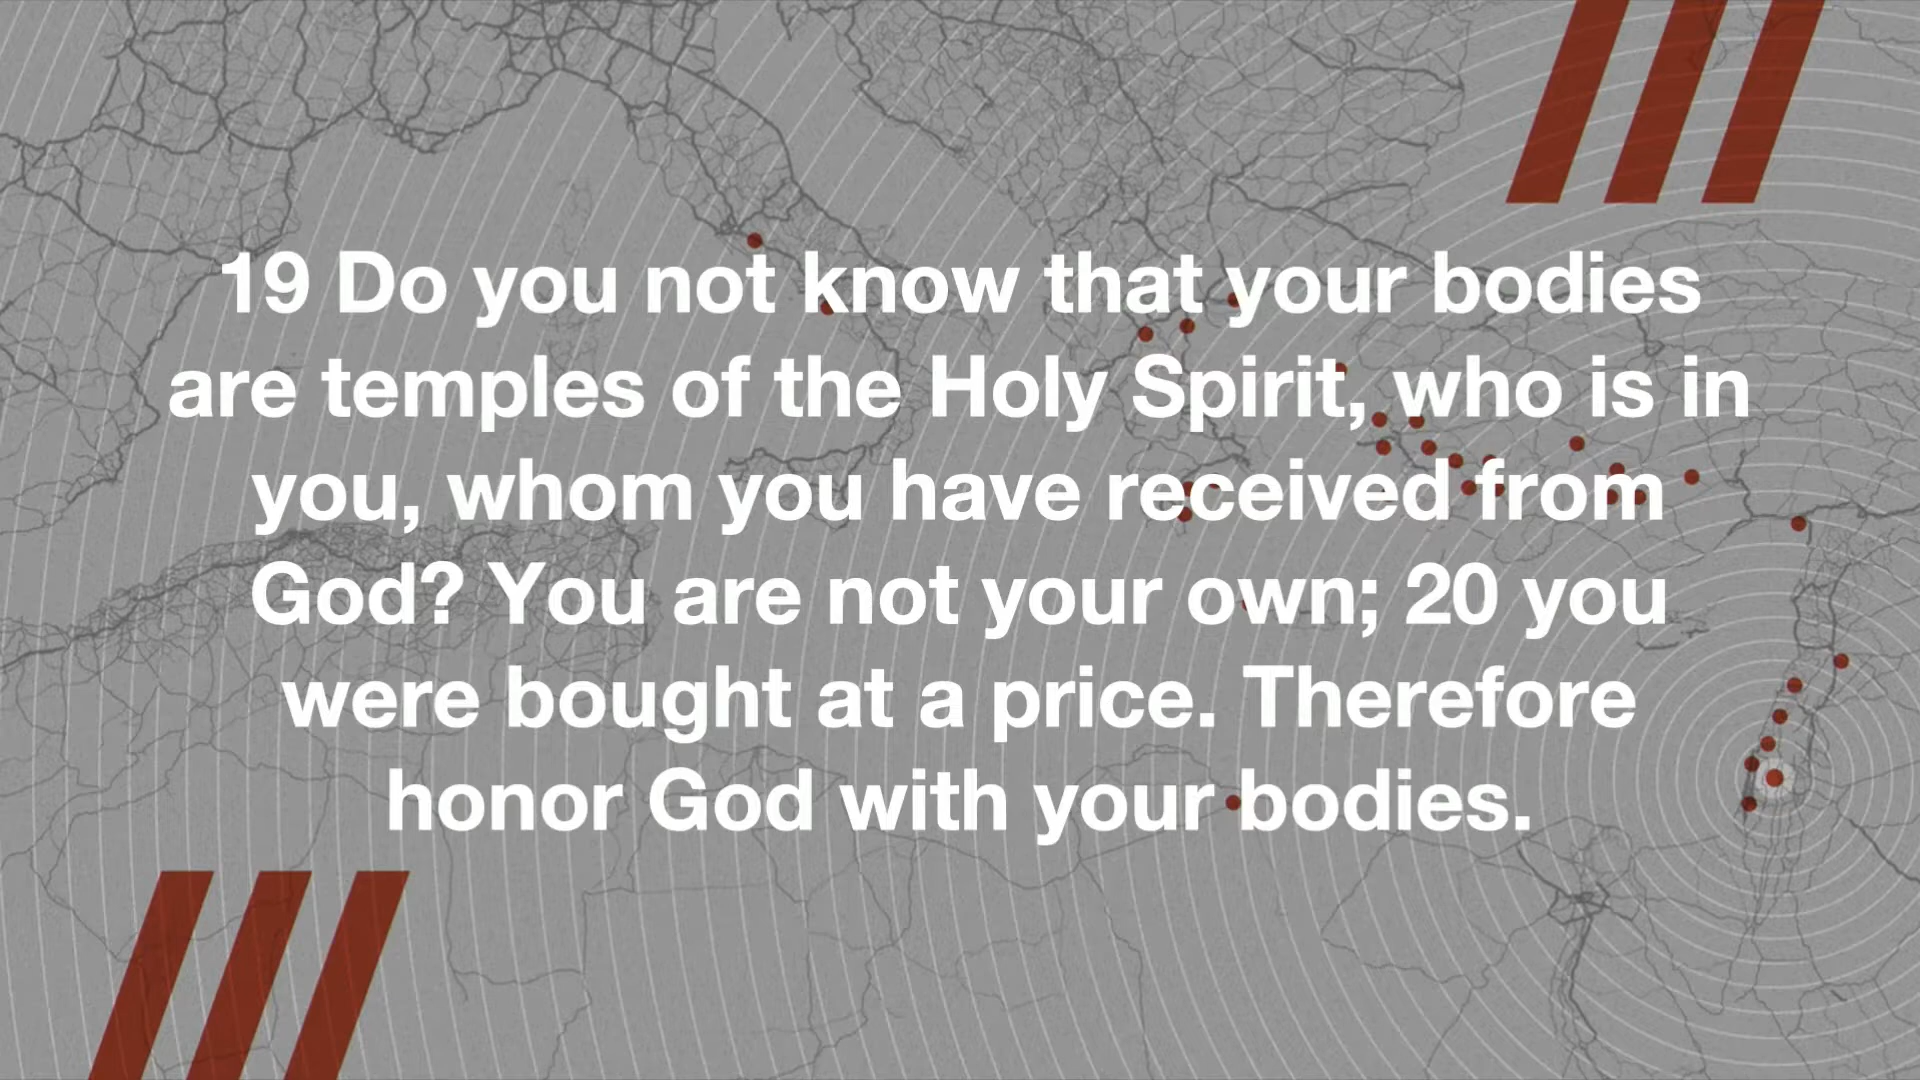 19 Do you not know that your bodies
are temples of the Holy Spirit, who is in
you, whom you have received from
God? You are not your own; 20 you
were bought at a price. Therefore
honor God with your bodies.